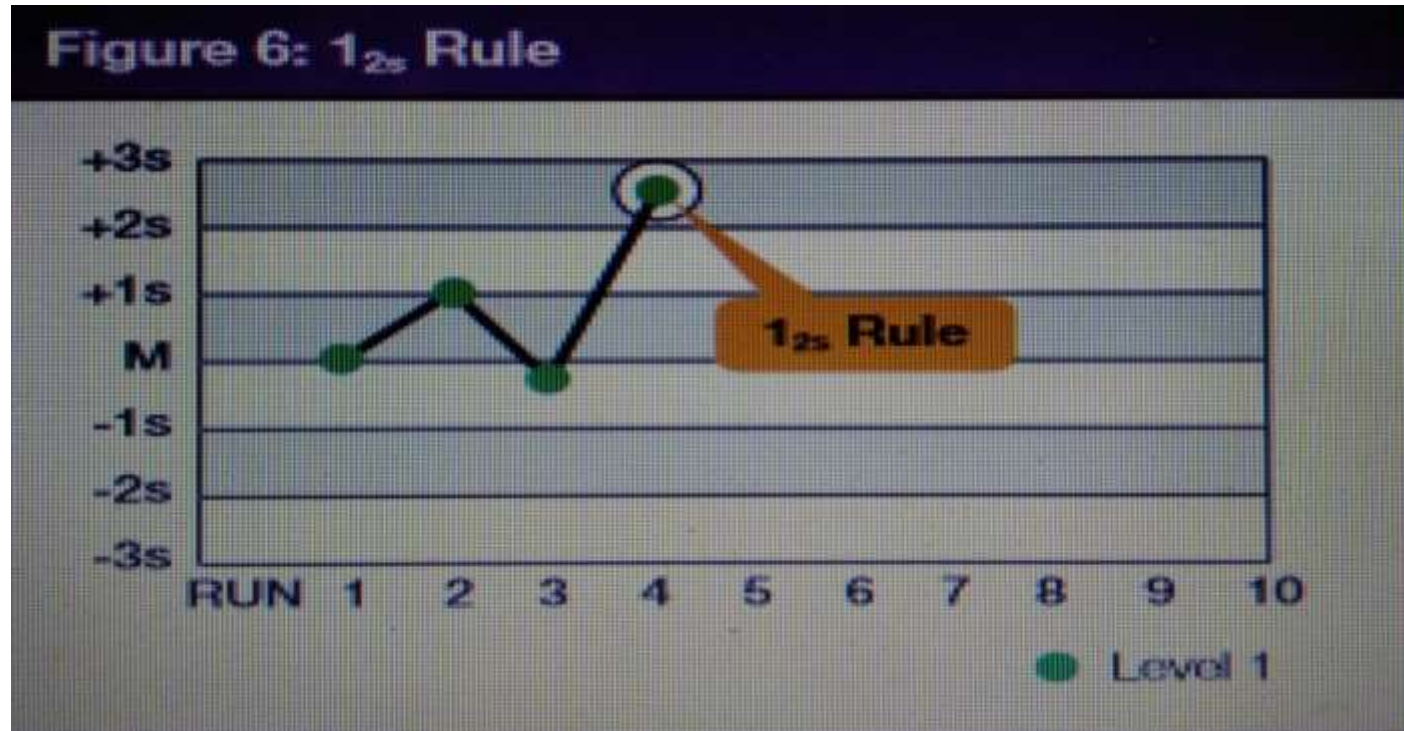 Figure 6: 1₂ₛ Rule
+3s
+2s
+1s
1₂ₛ Rule
M
-1s
-2s
-3s
RUN 1 2 3 4 5 6 7 8 9 10
Level 1